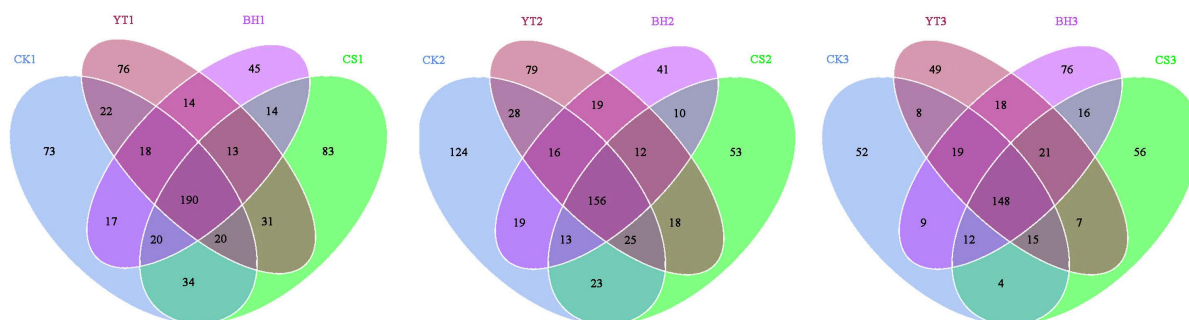 YT1 BH1 YT2 BH2 YT3 BH3
CK1 CS1 CK2 CS2 CK3 CS3
76 45 79 41 49 76
22 14 14 28 19 10 8 18 16
73 18 13 83 124 16 12 53 52 19 21 56
190 156 148
17 31 19 18 9 7
20 20 13 25 12 15
34 23 4